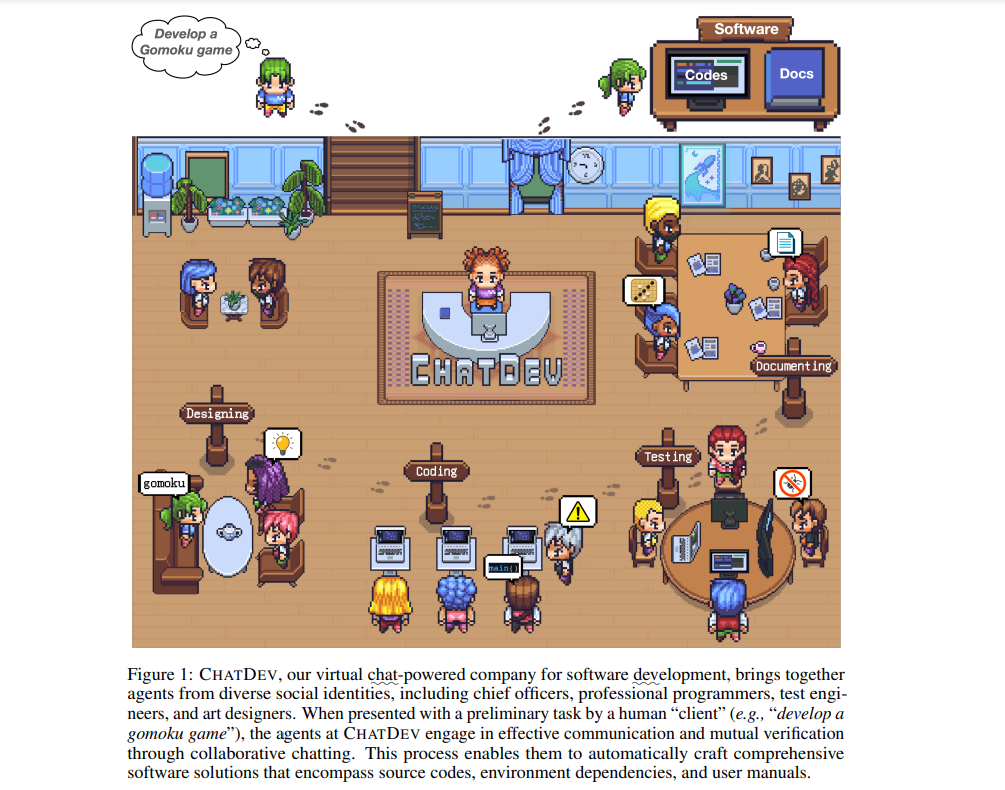 Develop a
Gomoku game
Software
Codes
Docs
CHATDEV
Documenting
Designing
Testing
Coding
gomoku
main()
Figure 1: CHATDEV, our virtual chat-powered company for software development, brings together
agents from diverse social identities, including chief officers, professional programmers, test engi-
neers, and art designers. When presented with a preliminary task by a human “client” (e.g., “develop a
gomoku game”), the agents at CHATDEV engage in effective communication and mutual verification
through collaborative chatting. This process enables them to automatically craft comprehensive
software solutions that encompass source codes, environment dependencies, and user manuals.